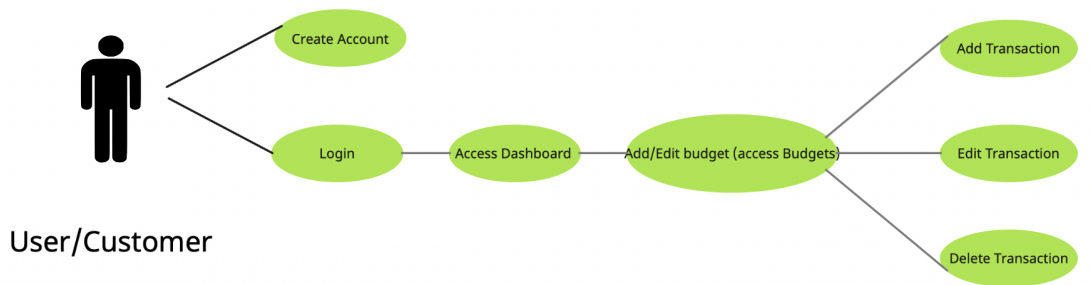 Create Account
Add Transaction
Login
Access Dashboard
Add/Edit budget (access Budgets)
Edit Transaction
User/Customer
Delete Transaction